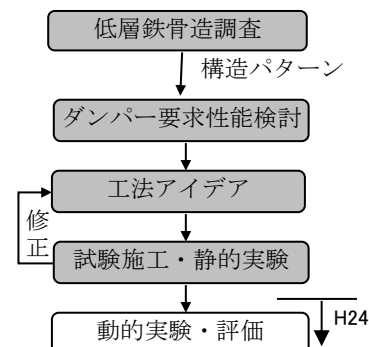 低層鉄骨造調査
構造パターン
ダンパー要求性能検討
工法アイデア
修正
試験施工・静的実験
H24
動的実験・評価